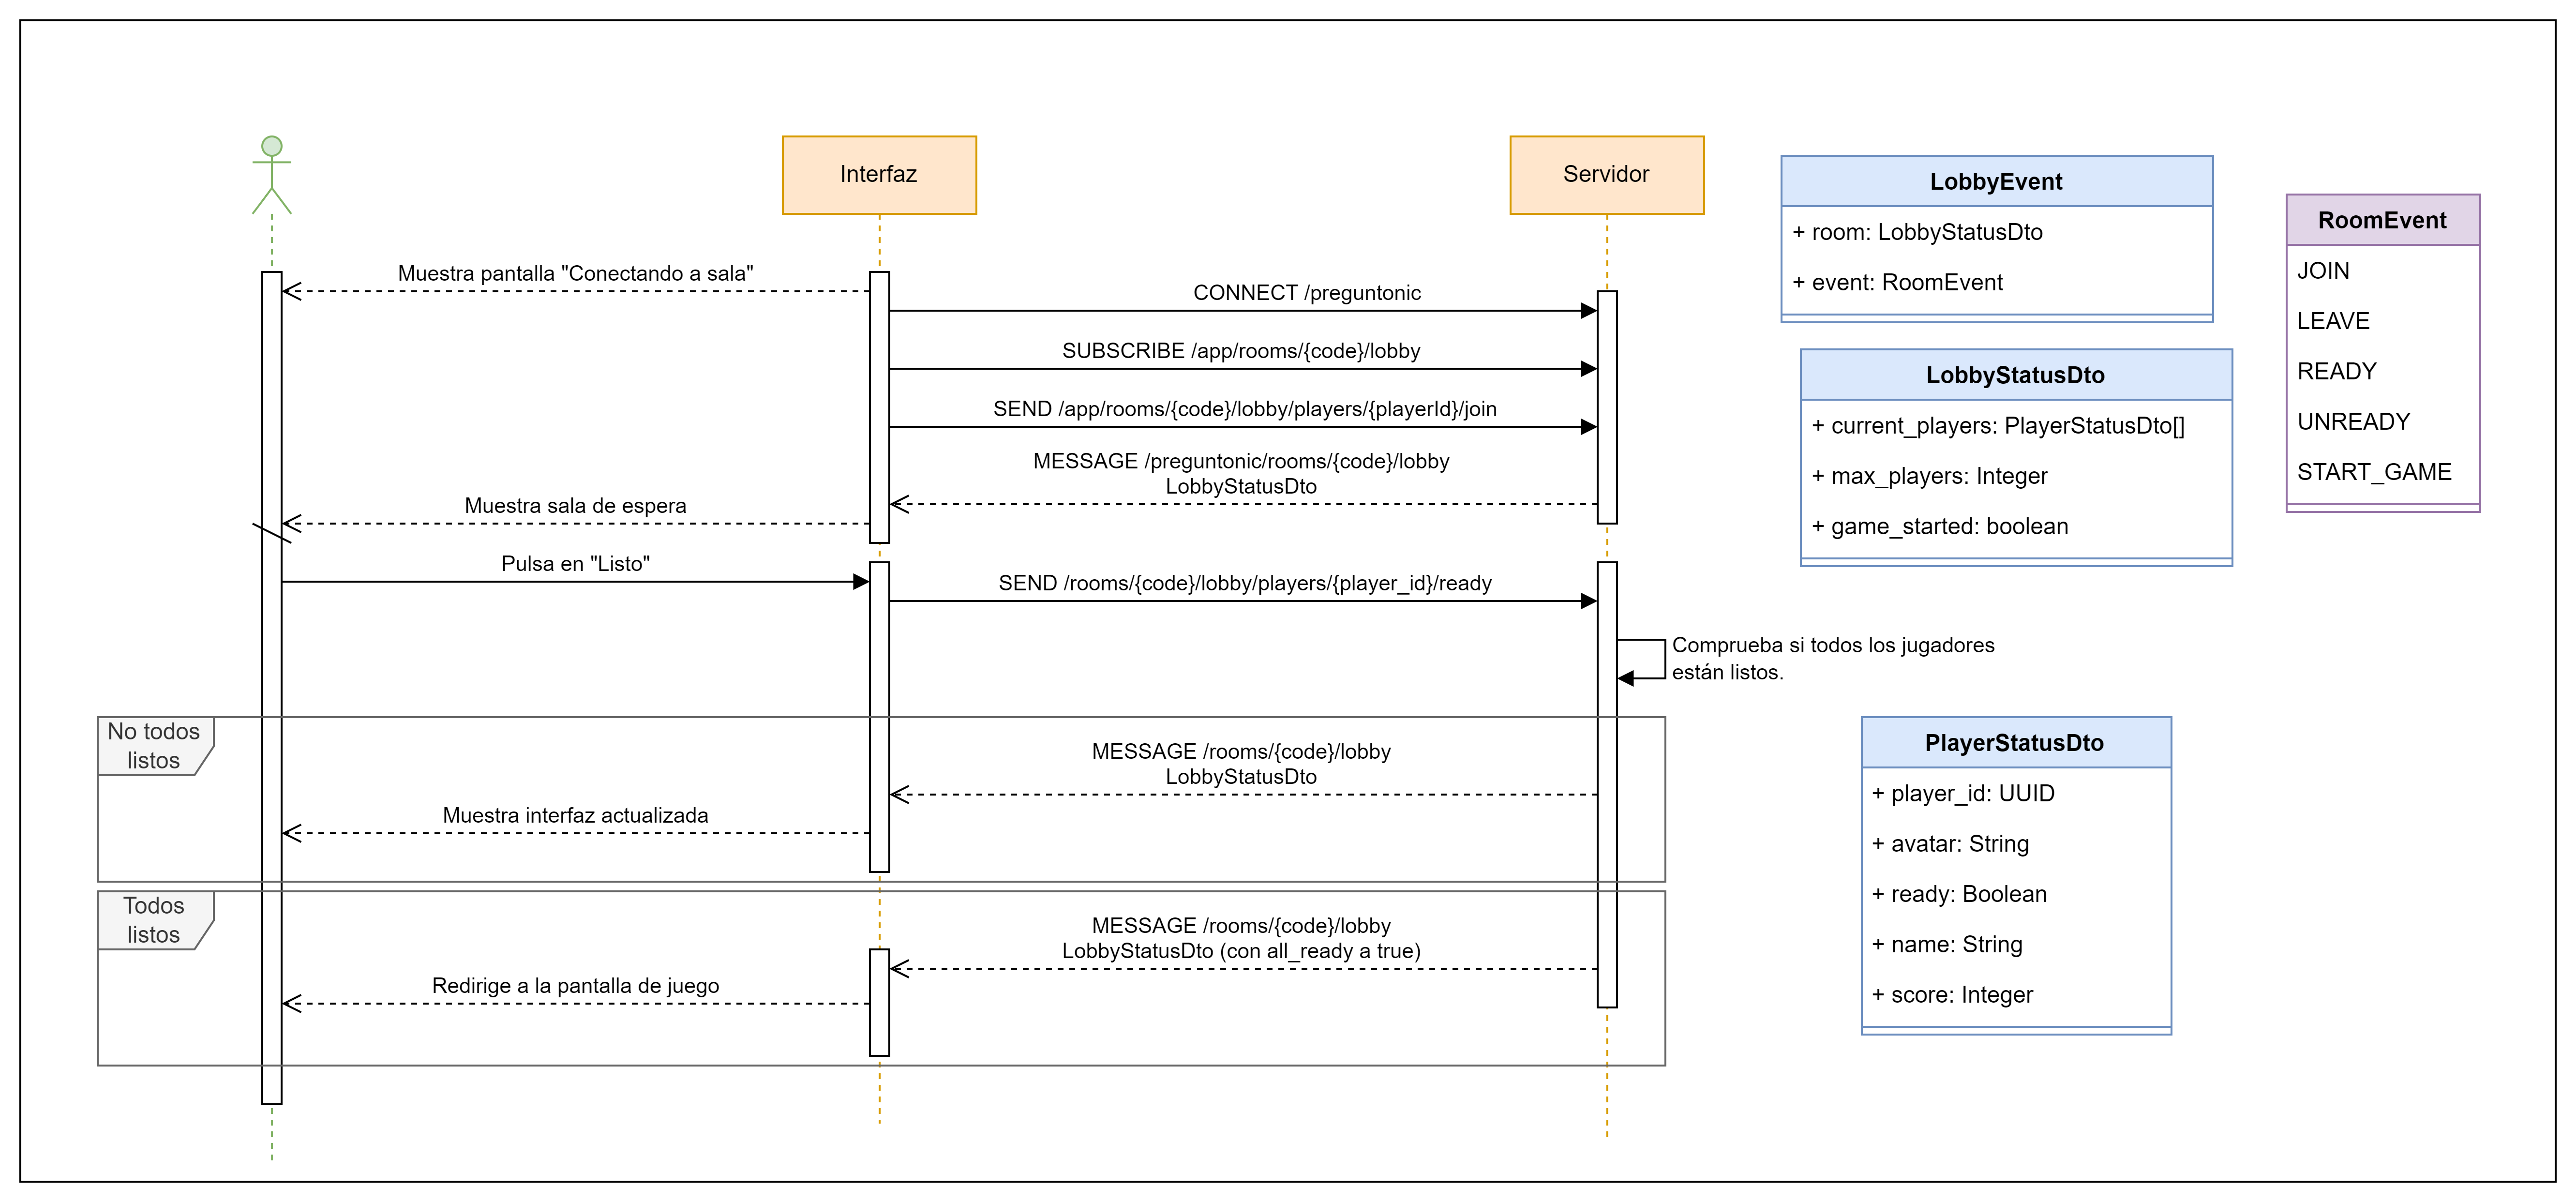 Interfaz
Servidor
Muestra pantalla "Conectando a sala"
CONNECT /preguntonic
SUBSCRIBE /app/rooms/{code}/lobby
SEND /app/rooms/{code}/lobby/players/{playerId}/join
MESSAGE /preguntonic/rooms/{code}/lobby
LobbyStatusDto
Muestra sala de espera
Pulsa en "Listo"
SEND /rooms/{code}/lobby/players/{player_id}/ready
Comprueba si todos los jugadores
están listos.
No todos
listos
MESSAGE /rooms/{code}/lobby
LobbyStatusDto
Muestra interfaz actualizada
Todos
listos
MESSAGE /rooms/{code}/lobby
LobbyStatusDto (con all_ready a true)
Redirige a la pantalla de juego
LobbyEvent
+ room: LobbyStatusDto
+ event: RoomEvent
LobbyStatusDto
+ current_players: PlayerStatusDto[]
+ max_players: Integer
+ game_started: boolean
RoomEvent
JOIN
LEAVE
READY
UNREADY
START_GAME
PlayerStatusDto
+ player_id: UUID
+ avatar: String
+ ready: Boolean
+ name: String
+ score: Integer